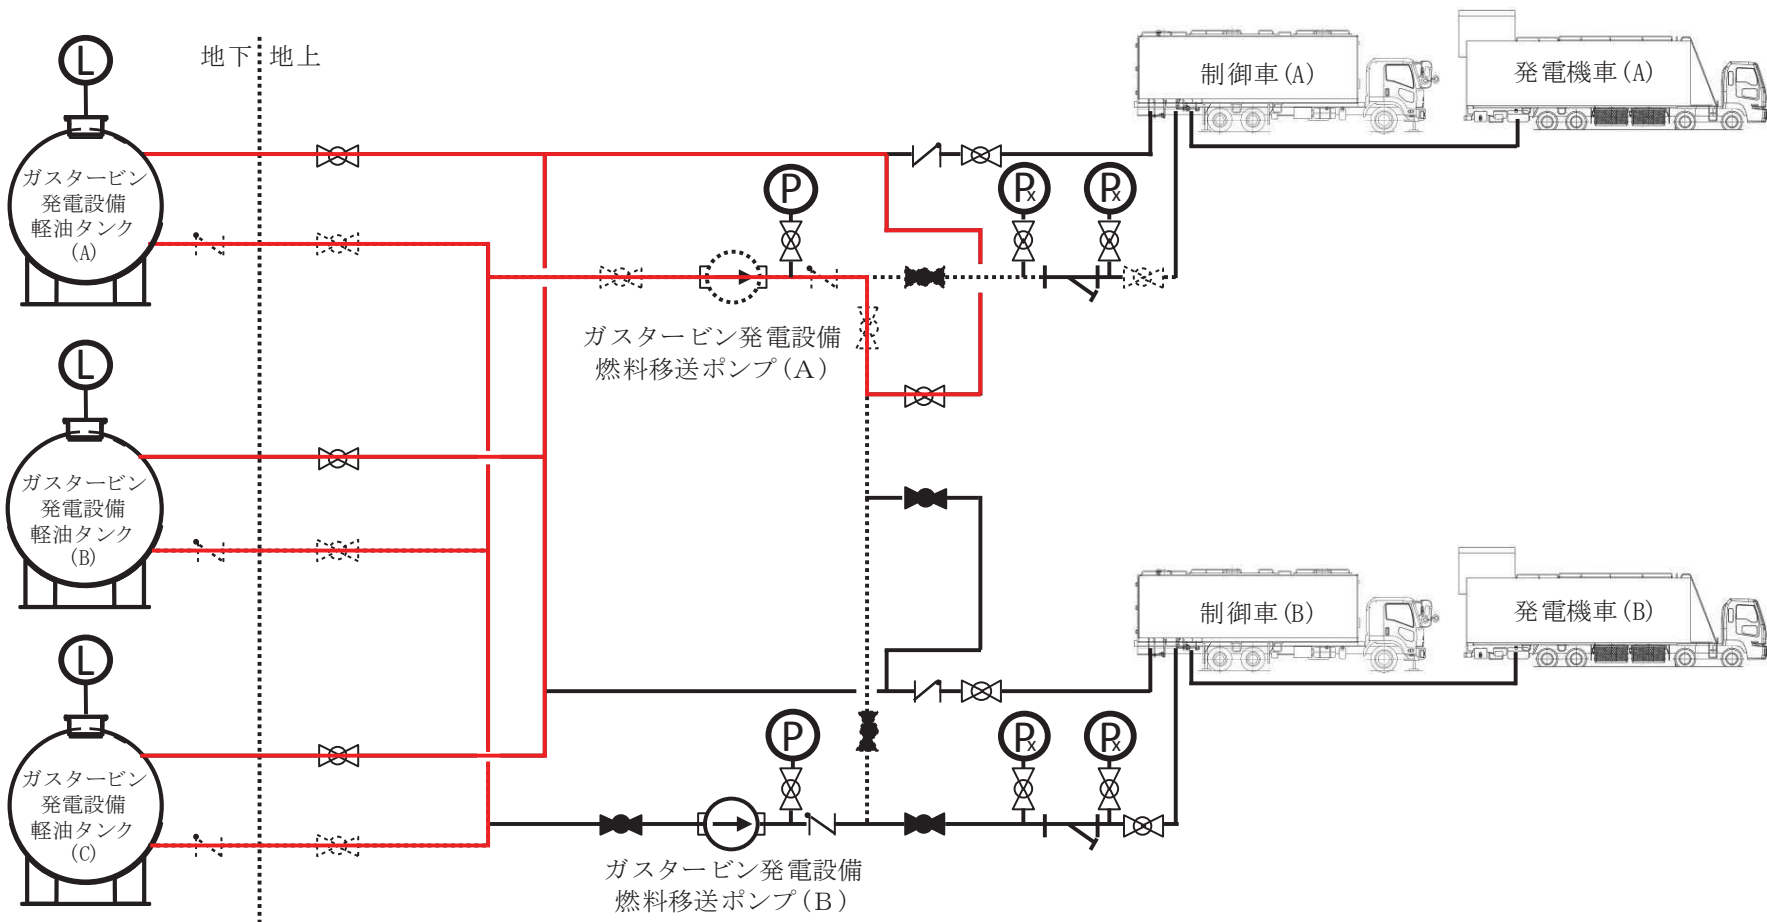 L
地下
地上
ガスタービン
発電設備
軽油タンク
(A)
制御車(A)
発電機車(A)
P
Px
Px
ガスタービン発電設備
燃料移送ポンプ(A)
L
ガスタービン
発電設備
軽油タンク
(B)
制御車(B)
発電機車(B)
L
ガスタービン
発電設備
軽油タンク
(C)
P
Px
Px
ガスタービン発電設備
燃料移送ポンプ(B)